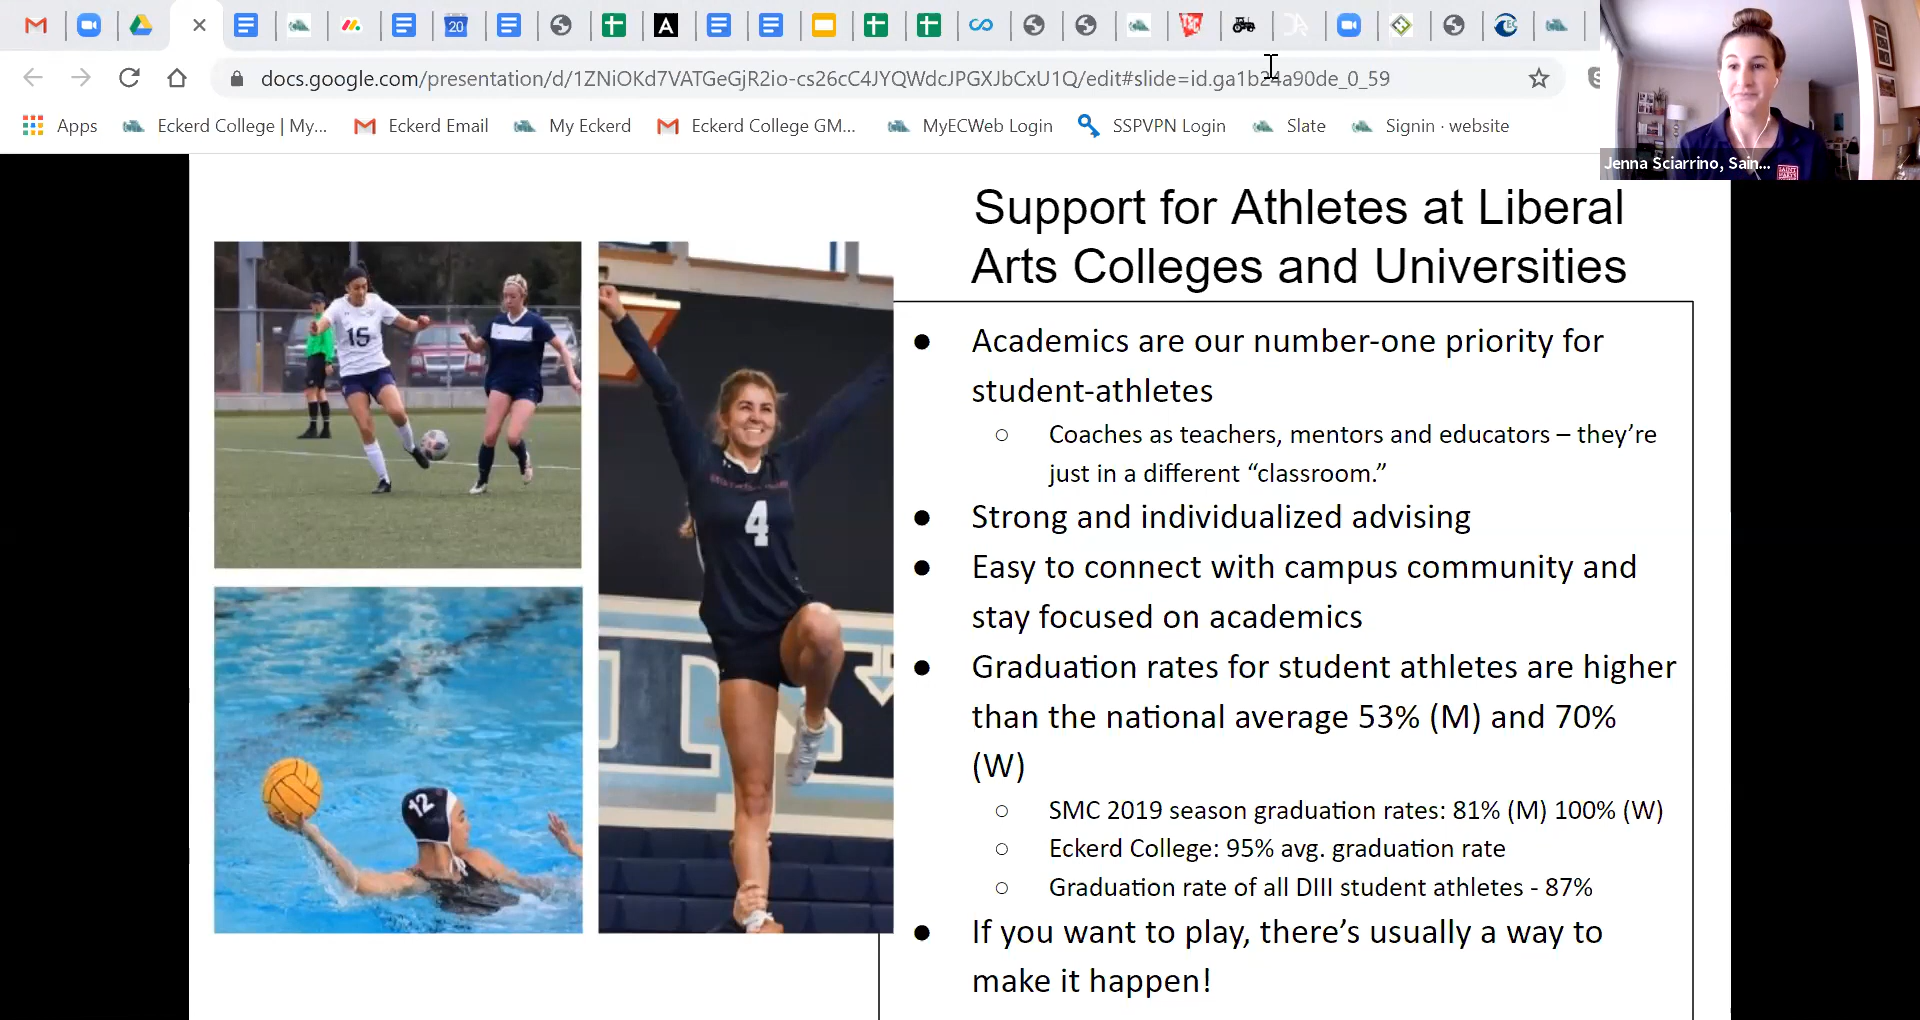 20
A
docs.google.com/presentation/d/1ZNiOKd7VATGeGjR2io-cs26cC4JYQWdcJPGXJbCxU1Q/edit#slide=id.ga1b24a90de_0_59
Apps Eckerd College | My... Eckerd Email My Eckerd Eckerd College GM... MyECWeb Login SSPVPN Login Slate Signin · website
Jenna Sciarrino, Sain...
Support for Athletes at Liberal
Arts Colleges and Universities
● Academics are our number-one priority for
student-athletes
○ Coaches as teachers, mentors and educators – they’re
just in a different “classroom.”
● Strong and individualized advising
● Easy to connect with campus community and
stay focused on academics
● Graduation rates for student athletes are higher
than the national average 53% (M) and 70%
(W)
○ SMC 2019 season graduation rates: 81% (M) 100% (W)
○ Eckerd College: 95% avg. graduation rate
○ Graduation rate of all DIII student athletes - 87%
● If you want to play, there’s usually a way to
make it happen!
15
4
12